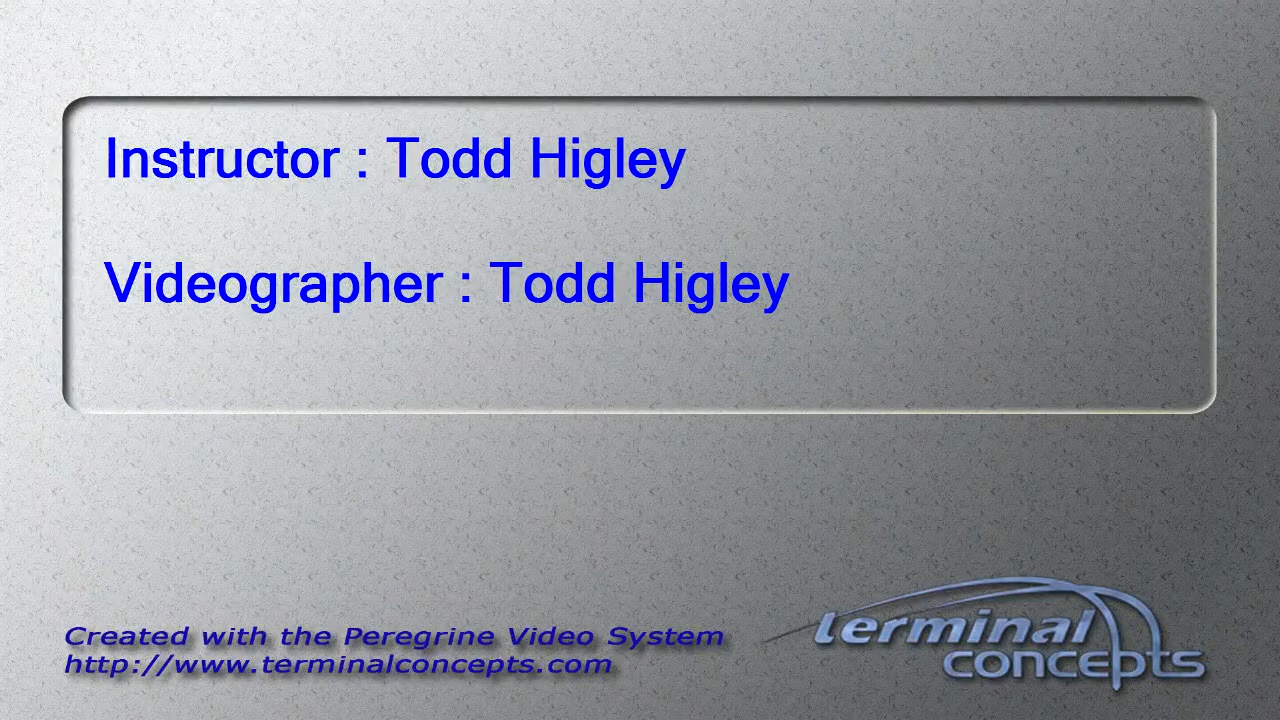 Instructor : Todd Higley
Videographer : Todd Higley
Created with the Peregrine Video System
http://www.terminalconcepts.com
terminal
concepts